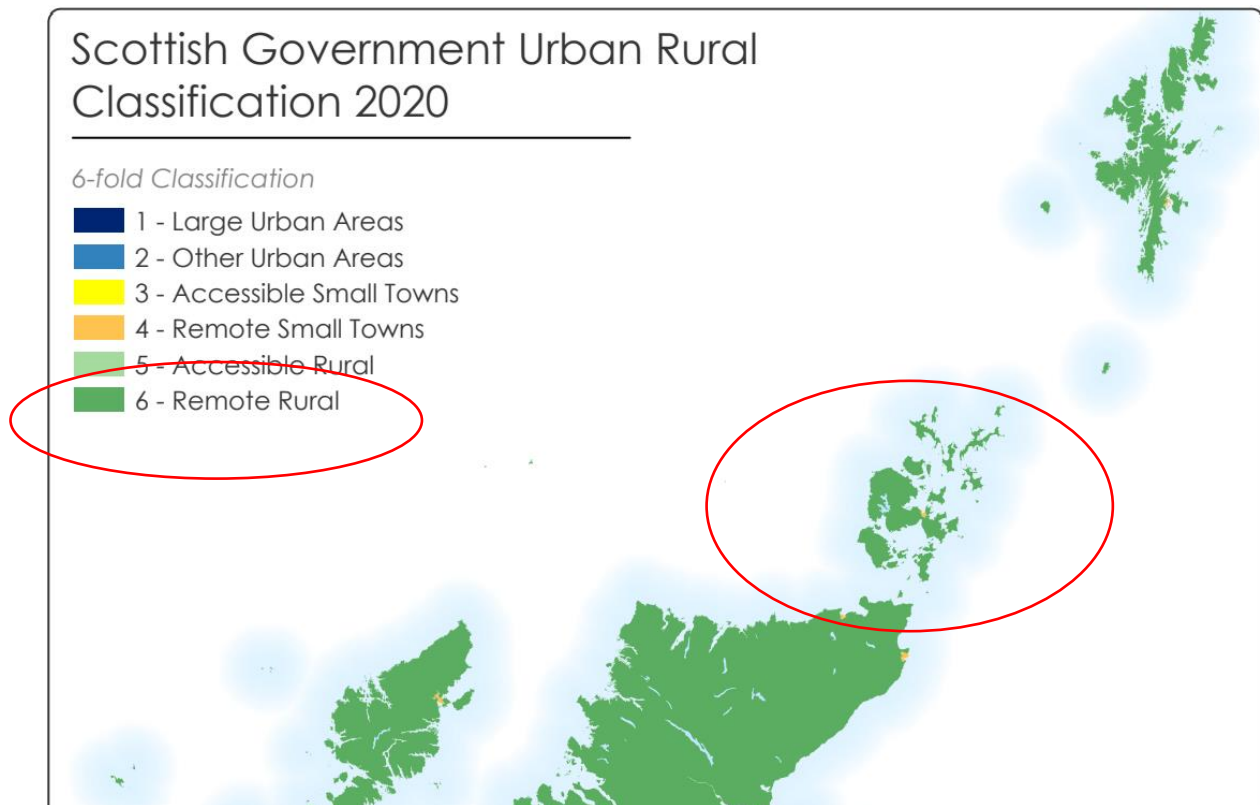 Scottish Government Urban Rural
Classification 2020
6-fold Classification
1 - Large Urban Areas
2 - Other Urban Areas
3 - Accessible Small Towns
4 - Remote Small Towns
5 - Accessible Rural
6 - Remote Rural